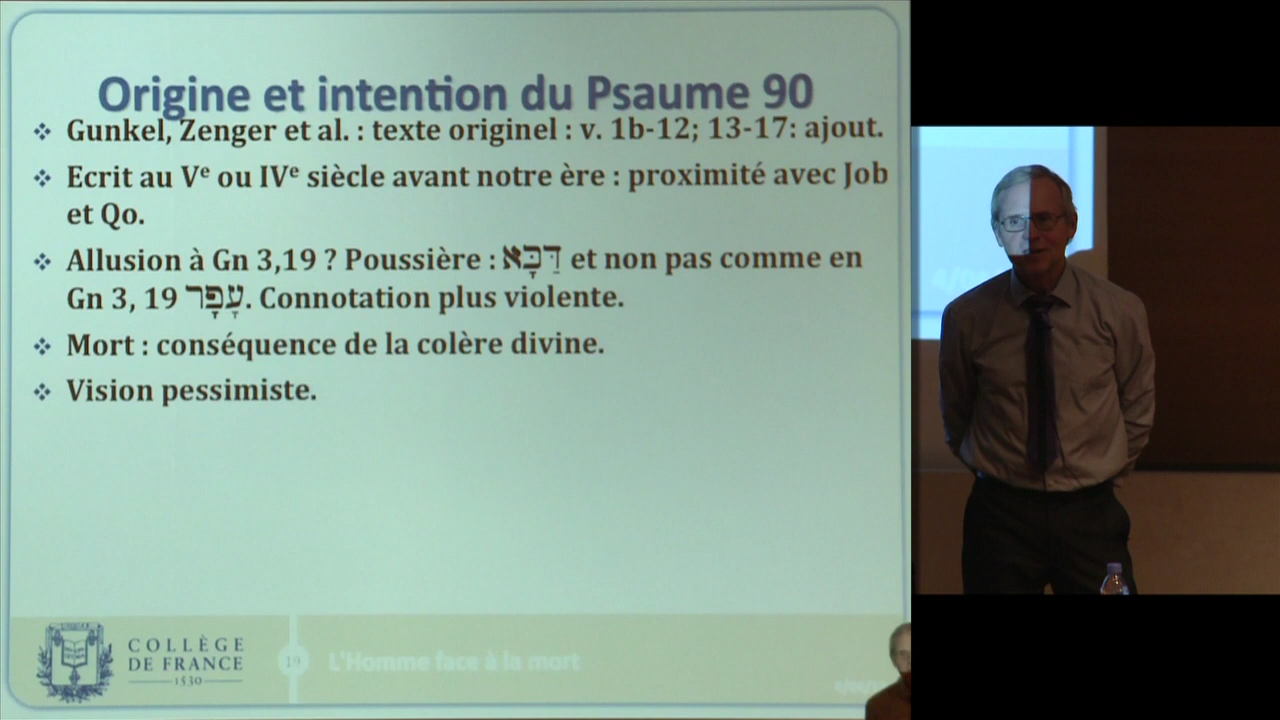 Origine et intention du Psaume 90
❖ Gunkel, Zenger et al. : texte originel : v. 1b-12; 13-17: ajout.
❖ Ecrit au Vᵉ ou IVᵉ siècle avant notre ère : proximité avec Job
et Qo.
❖ Allusion à Gn 3,19 ? Poussière : דַּכָּא et non pas comme en
Gn 3, 19 עָפָר. Connotation plus violente.
❖ Mort : conséquence de la colère divine.
❖ Vision pessimiste.
COLLÈGE
DE FRANCE
1530
19
L'Homme face à la mort